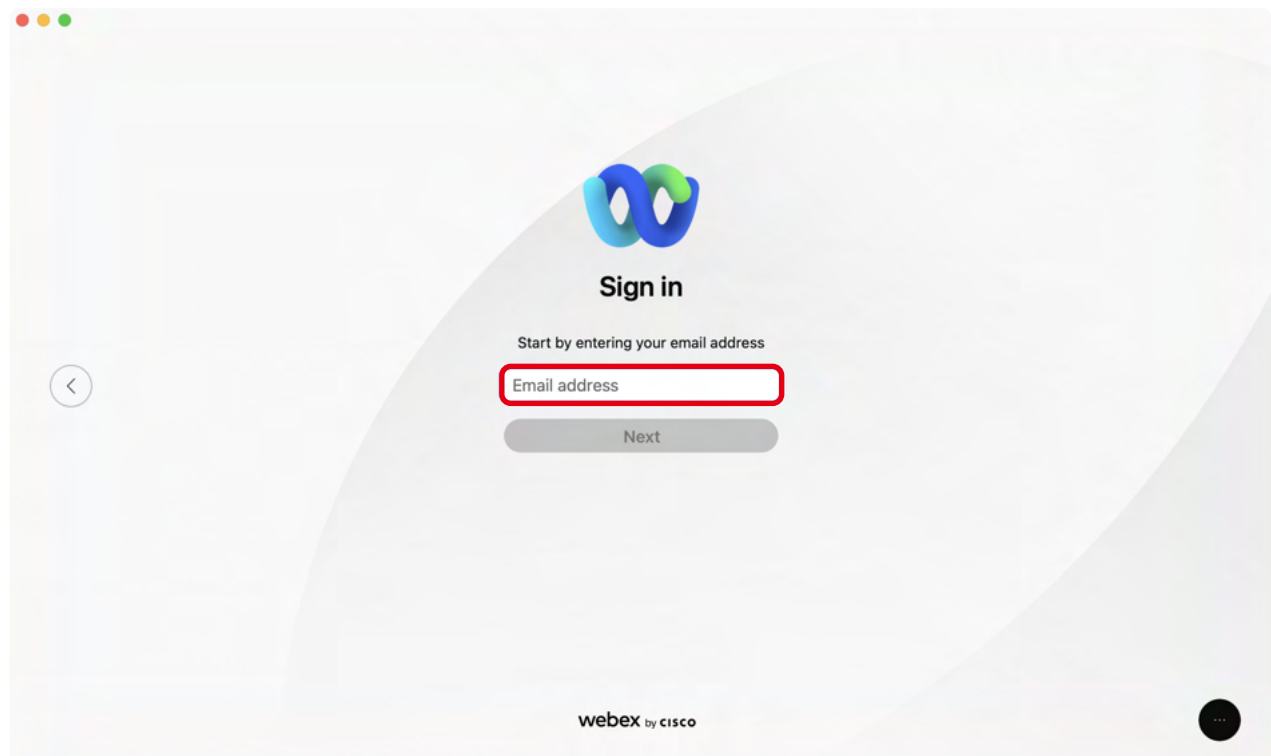 Sign in
Start by entering your email address
Email address
Next
webex by CISCO